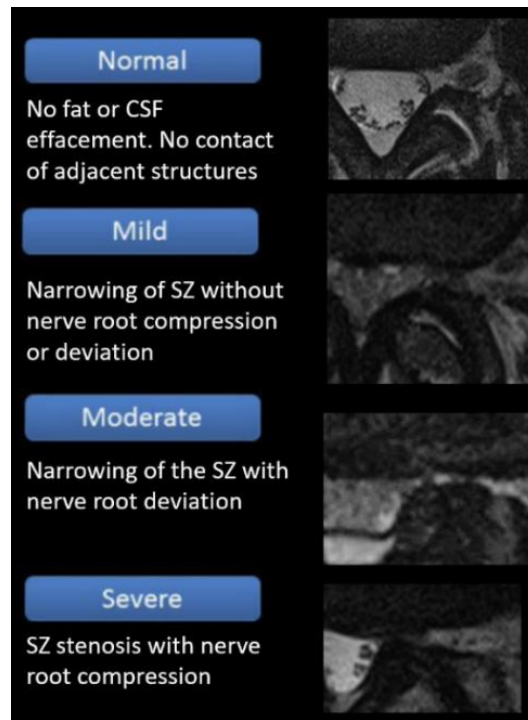 Normal
No fat or CSF
effacement. No contact
of adjacent structures
Mild
Narrowing of SZ without
nerve root compression
or deviation
Moderate
Narrowing of the SZ with
nerve root deviation
Severe
SZ stenosis with nerve
root compression